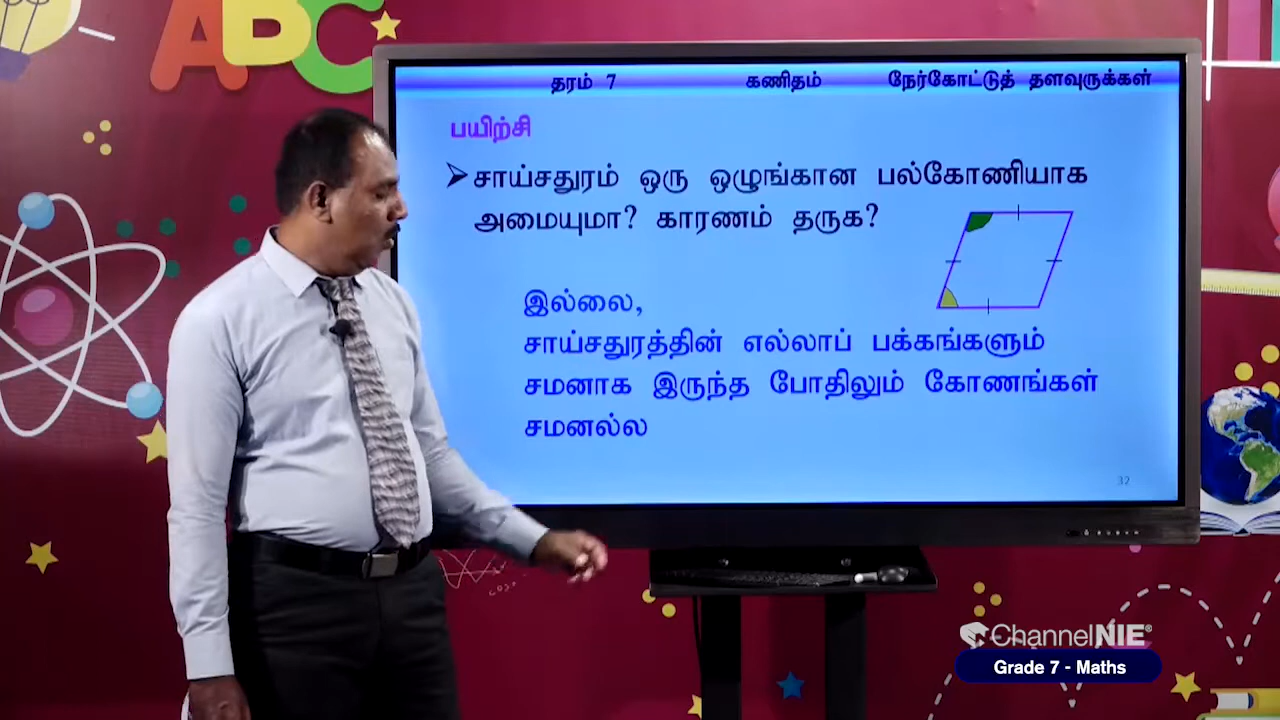 ABC
தரம் 7 கணிதம் நேர்கோட்டுத் தளவுருக்கள்
பயிற்சி
➢சாய்சதுரம் ஒரு ஒழுங்கான பல்கோணியாக
அமையுமா? காரணம் தருக?
இல்லை,
சாய்சதுரத்தின் எல்லாப் பக்கங்களும்
சமனாக இருந்த போதிலும் கோணங்கள்
சமனல்ல
32
ChannelNIE®
Grade 7 - Maths